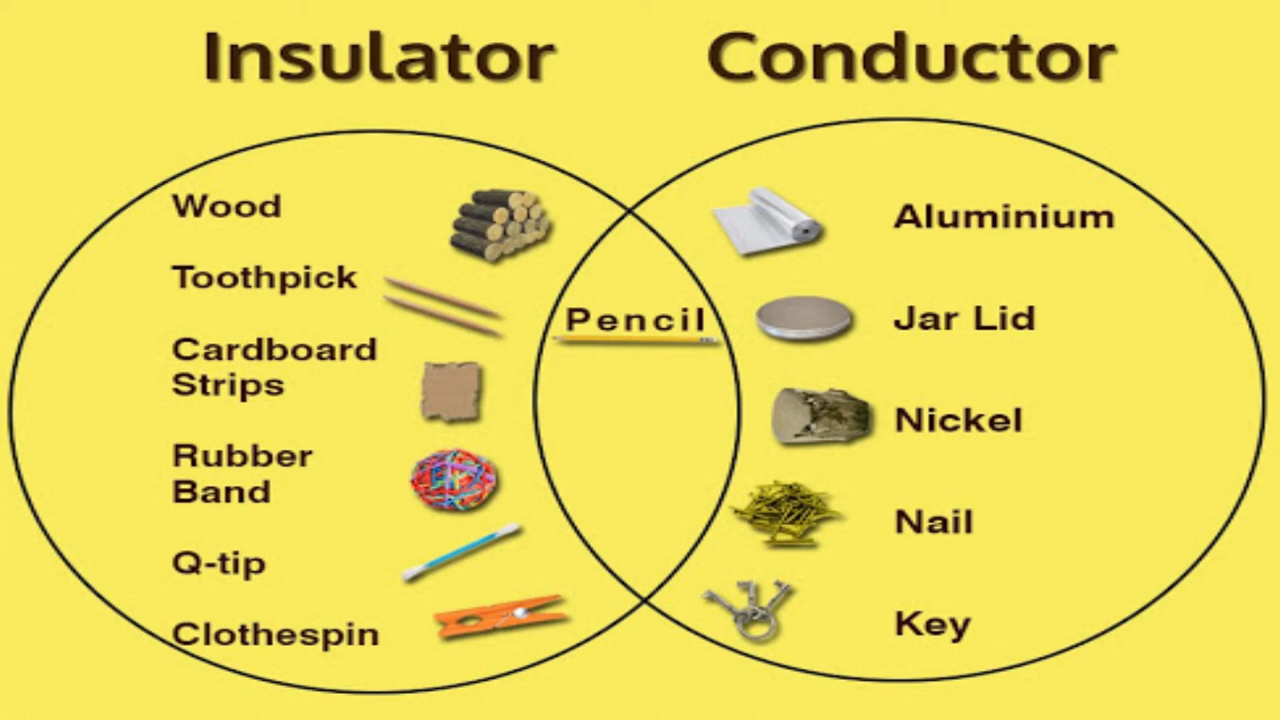 Insulator
Conductor
Wood
Toothpick
Cardboard
Strips
Rubber
Band
Q-tip
Clothespin
Pencil
Aluminium
Jar Lid
Nickel
Nail
Key